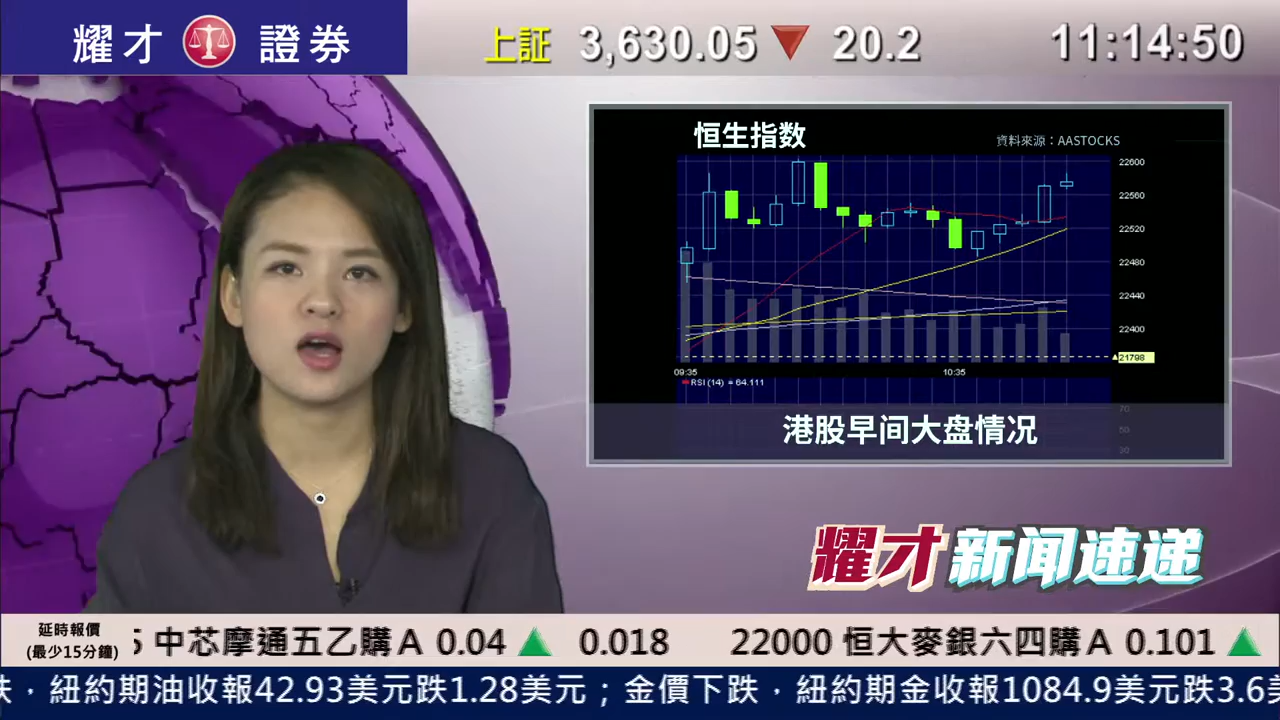 耀才 證券
上証 3,630.05 ▼ 20.2
11:14:50
恒生指数
資料來源：AASTOCKS
22600
22560
22520
22480
22440
22400
21798
09:35
10:35
RSI (14) = 64.111
70
50
30
港股早间大盘情况
耀才新闻速递
延時報價
(最少15分鐘)
5 中芯摩通五乙購A 0.04 ▲ 0.018 22000 恒大麥銀六四購A 0.101 ▲
跌，紐約期油收報42.93美元跌1.28美元；金價下跌，紐約期金收報1084.9美元跌3.6美